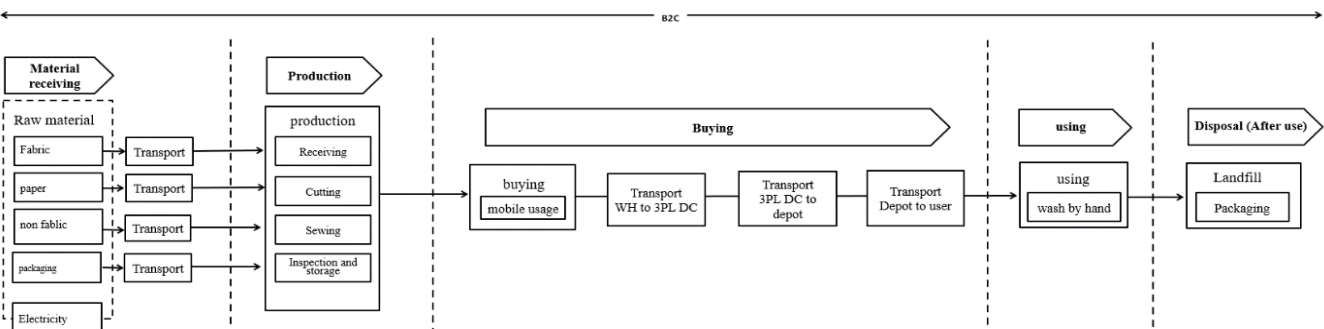 B2C
Material
receiving
Production
Buying
using
Disposal (After use)
Raw material
Fabric
Transport
paper
Transport
non fablic
Transport
packaging
Transport
Electricity
production
Receiving
Cutting
Sewing
Inspection and
storage
buying
mobile usage
Transport
WH to 3PL DC
Transport
3PL DC to
depot
Transport
Depot to user
using
wash by hand
Landfill
Packaging